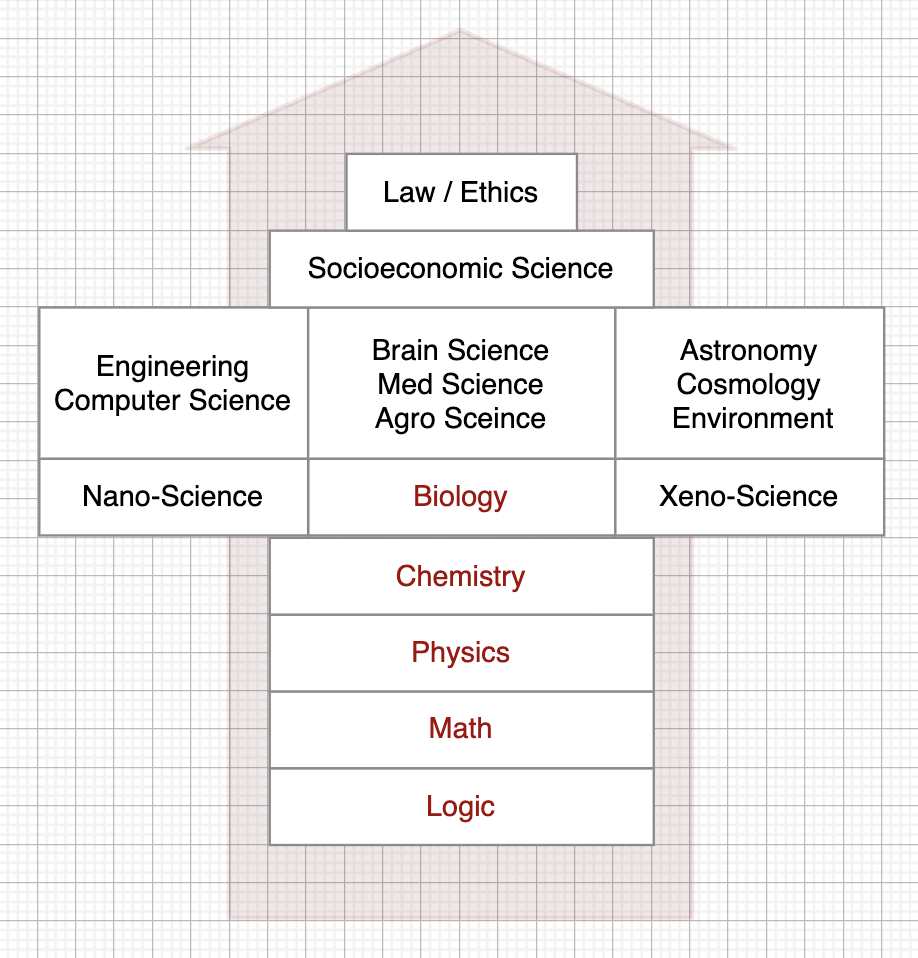 Law / Ethics
Socioeconomic Science
Engineering
Computer Science
Brain Science
Med Science
Agro Sceince
Astronomy
Cosmology
Environment
Nano-Science
Biology
Xeno-Science
Chemistry
Physics
Math
Logic